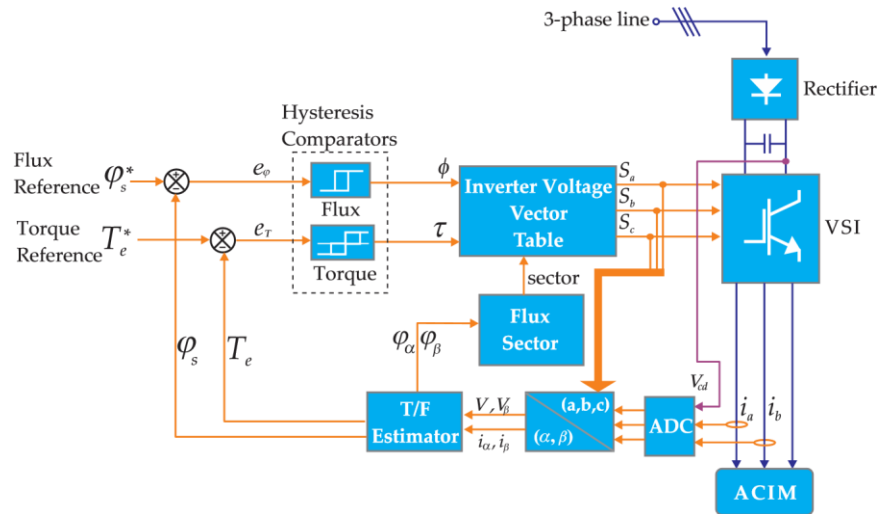 3-phase line
Rectifier
Hysteresis
Comparators
Flux
Reference
φs*
eφ
Flux
ϕ
Inverter Voltage
Vector
Table
Sa
Sb
Sc
VSI
Torque
Reference
Te*
eT
Torque
τ
sector
Flux
Sector
φα φβ
φs
Te
Vcd
T/F
Estimator
V, Vβ
iα, iβ
(a,b,c)
(α, β)
ADC
ia
ib
ACIM